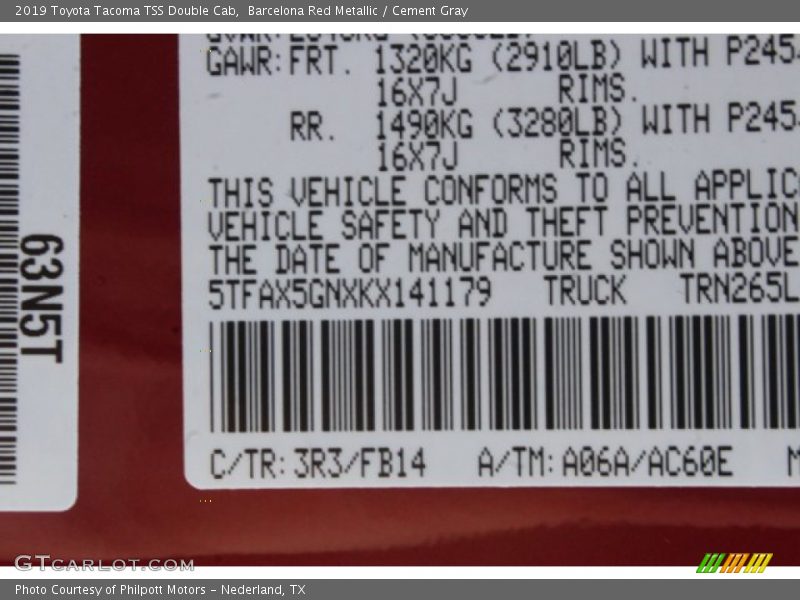 2019 Toyota Tacoma TSS Double Cab, Barcelona Red Metallic / Cement Gray
GAWR: FRT. 1320KG (2910LB) WITH P245
16X7J RIMS.
RR. 1490KG (3280LB) WITH P245
16X7J RIMS.
THIS VEHICLE CONFORMS TO ALL APPLIC
VEHICLE SAFETY AND THEFT PREVENTION
THE DATE OF MANUFACTURE SHOWN ABOVE
5TFAX5GNXKX141179 TRUCK TRN265L
C/TR: 3R3/FB14 A/TM: A06A/AC60E M
63N5T
GTCARLOT.COM
Photo Courtesy of Philpott Motors - Nederland, TX